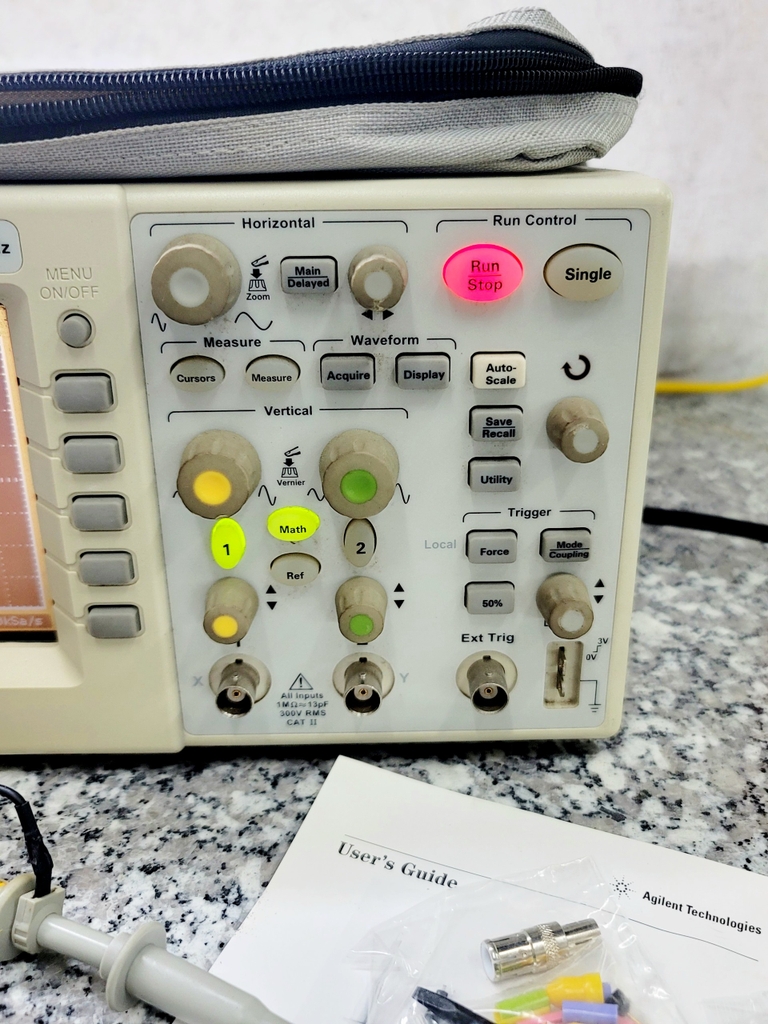 z
MENU
ON/OFF
Horizontal
Run Control
Zoom
Main
Delayed
Run
Stop
Single
Measure
Waveform
Cursors
Measure
Acquire
Display
Auto-
Scale
Vertical
Save
Recall
Vernier
Utility
Math
1
2
Ref
Trigger
Local
Force
Mode
Coupling
50%
Ext Trig
3V
0V
X
Y
All Inputs
1MΩ≃13pF
300V RMS
CAT II
kSa/s
User's Guide
Agilent Technologies